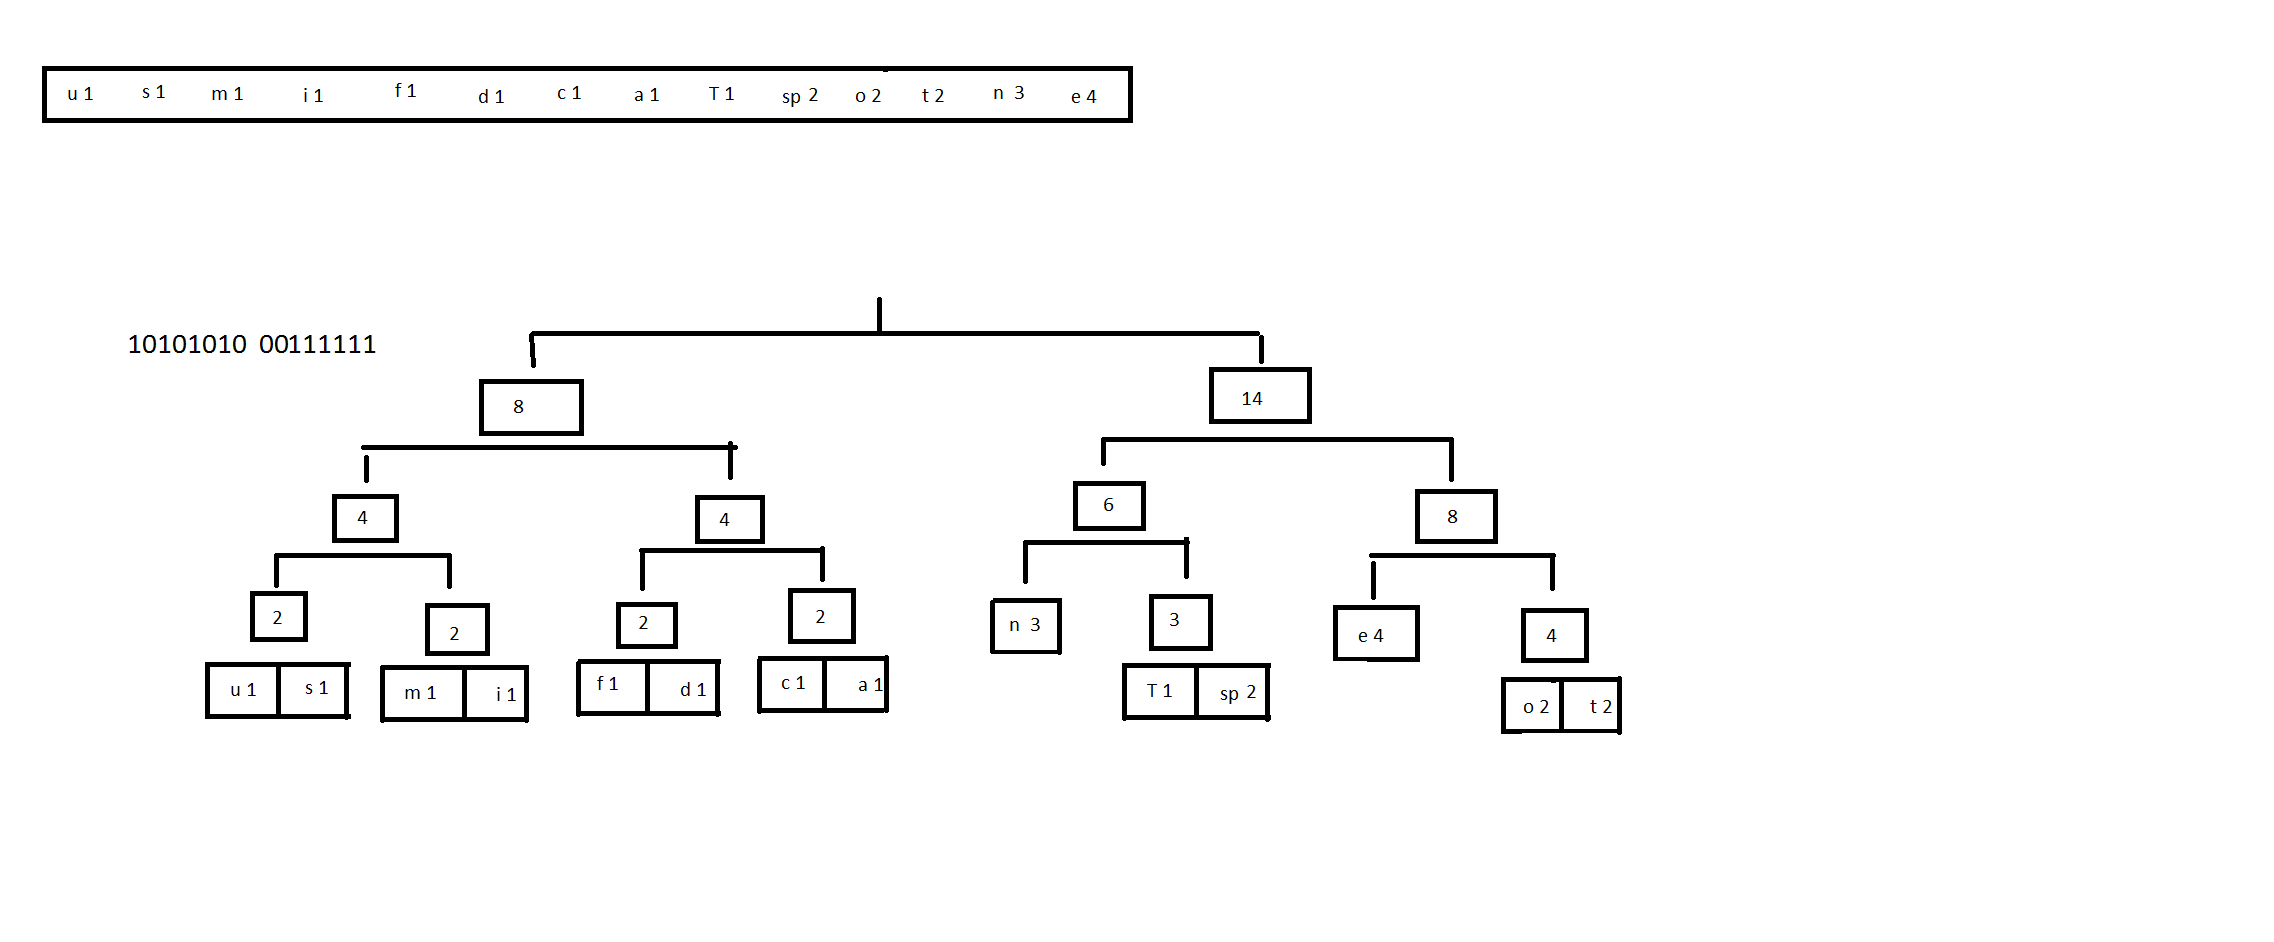 u 1 s 1 m 1 i 1 f 1 d 1 c 1 a 1 T 1 sp 2 o 2 t 2 n 3 e 4
10101010 00111111
8 14
4 4 6 8
2 2 2 2 n 3 3 e 4 4
u 1 s 1 m 1 i 1 f 1 d 1 c 1 a 1 T 1 sp 2 o 2 t 2